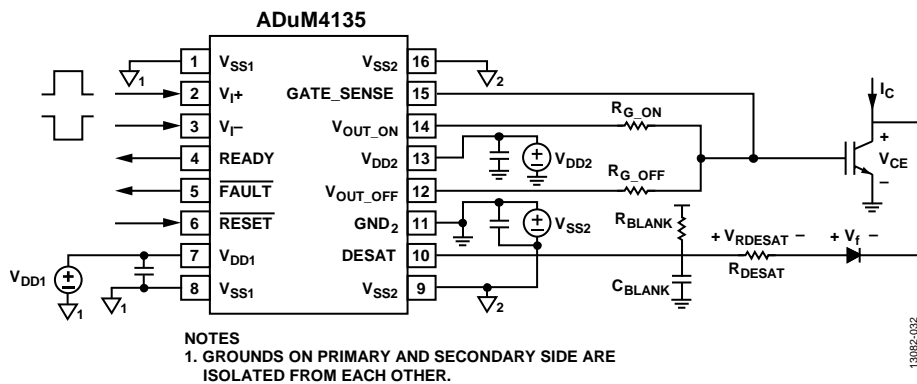 ADuM4135
1 VSS1
2 VI+
3 VI−
4 READY
5 FAULT
6 RESET
7 VDD1
8 VSS1
VSS2 16
GATE_SENSE 15
VOUT_ON 14
VDD2 13
VOUT_OFF 12
GND2 11
DESAT 10
VSS2 9
1
VDD1
1
1
2
RG_ON
VDD2
RG_OFF
VSS2
RBLANK
CBLANK
2
+ VRDESAT −
RDESAT
+ Vf −
IC
+
VCE
−
NOTES
1. GROUNDS ON PRIMARY AND SECONDARY SIDE ARE
ISOLATED FROM EACH OTHER.
13082-032